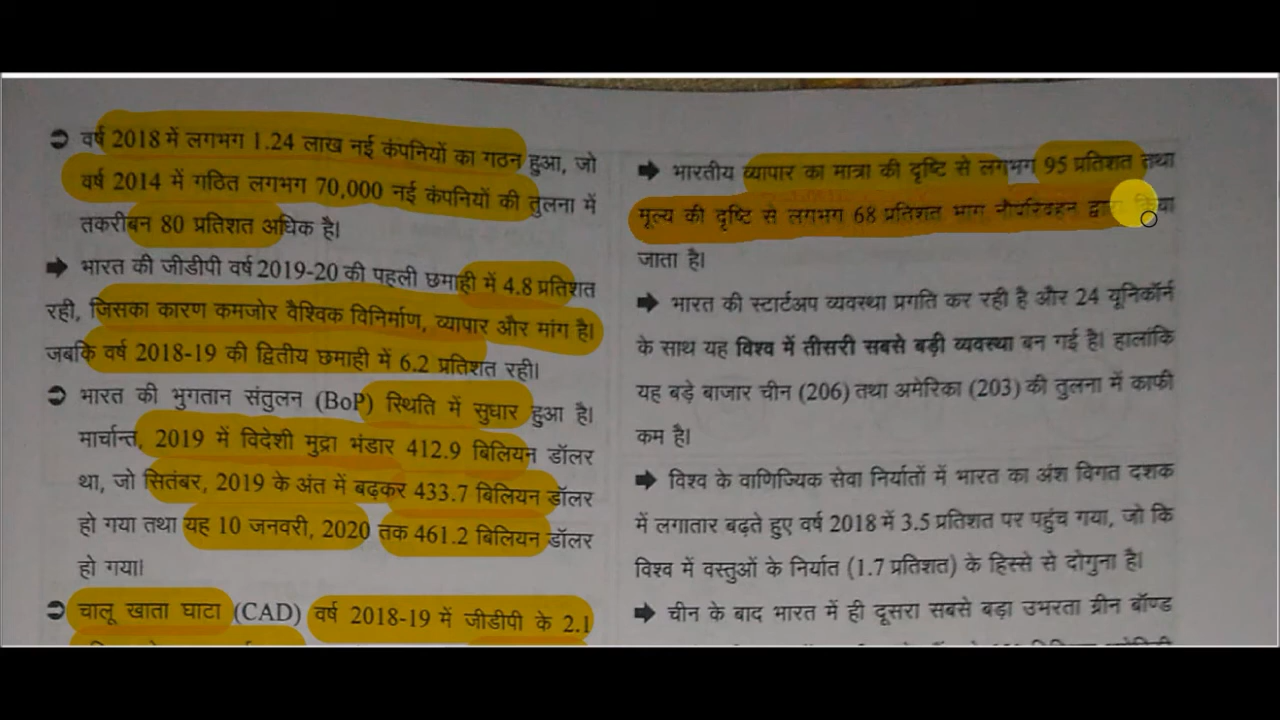 ➲ वर्ष 2018 में लगभग 1.24 लाख नई कंपनियों का गठन हुआ, जो
वर्ष 2014 में गठित लगभग 70,000 नई कंपनियों की तुलना में
तकरीबन 80 प्रतिशत अधिक है।
➡ भारत की जीडीपी वर्ष 2019-20 की पहली छमाही में 4.8 प्रतिशत
रही, जिसका कारण कमजोर वैश्विक विनिर्माण, व्यापार और मांग है।
जबकि वर्ष 2018-19 की द्वितीय छमाही में 6.2 प्रतिशत रही।
➲ भारत की भुगतान संतुलन (BoP) स्थिति में सुधार हुआ है।
मार्चान्त, 2019 में विदेशी मुद्रा भंडार 412.9 बिलियन डॉलर
था, जो सितंबर, 2019 के अंत में बढ़कर 433.7 बिलियन डॉलर
हो गया तथा यह 10 जनवरी, 2020 तक 461.2 बिलियन डॉलर
हो गया।
➲ चालू खाता घाटा (CAD) वर्ष 2018-19 में जीडीपी के 2.1
➡ भारतीय व्यापार का मात्रा की दृष्टि से लगभग 95 प्रतिशत तथा
मूल्य की दृष्टि से लगभग 68 प्रतिशत भाग नौपरिवहन द्वारा किया
जाता है।
➡ भारत की स्टार्टअप व्यवस्था प्रगति कर रही है और 24 यूनिकॉर्न
के साथ यह विश्व में तीसरी सबसे बड़ी व्यवस्था बन गई है। हालांकि
यह बड़े बाजार चीन (206) तथा अमेरिका (203) की तुलना में काफी
कम है।
➡ विश्व के वाणिज्यिक सेवा निर्यातों में भारत का अंश विगत दशक
में लगातार बढ़ते हुए वर्ष 2018 में 3.5 प्रतिशत पर पहुंच गया, जो कि
विश्व में वस्तुओं के निर्यात (1.7 प्रतिशत) के हिस्से से दोगुना है।
➡ चीन के बाद भारत में ही दूसरा सबसे बड़ा उभरता ग्रीन बॉण्ड